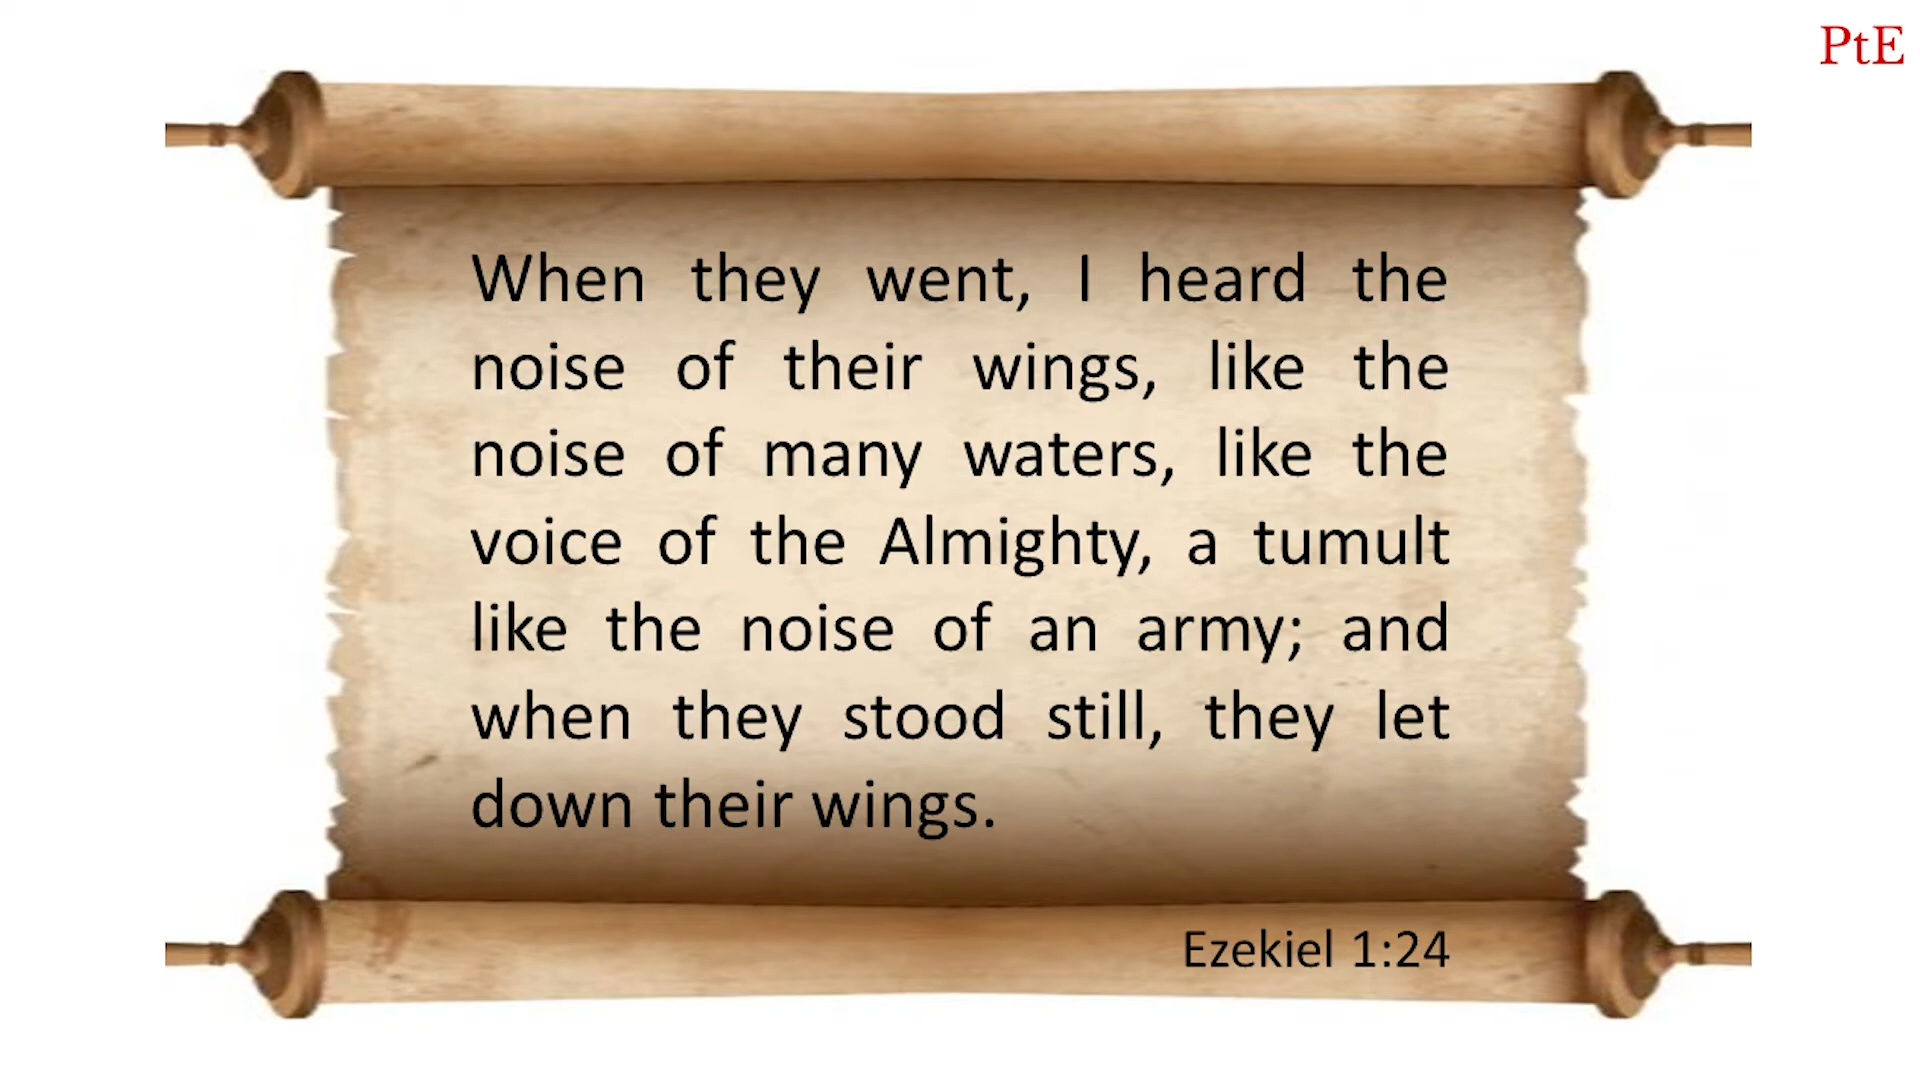 PtE
When they went, I heard the
noise of their wings, like the
noise of many waters, like the
voice of the Almighty, a tumult
like the noise of an army; and
when they stood still, they let
down their wings.
Ezekiel 1:24